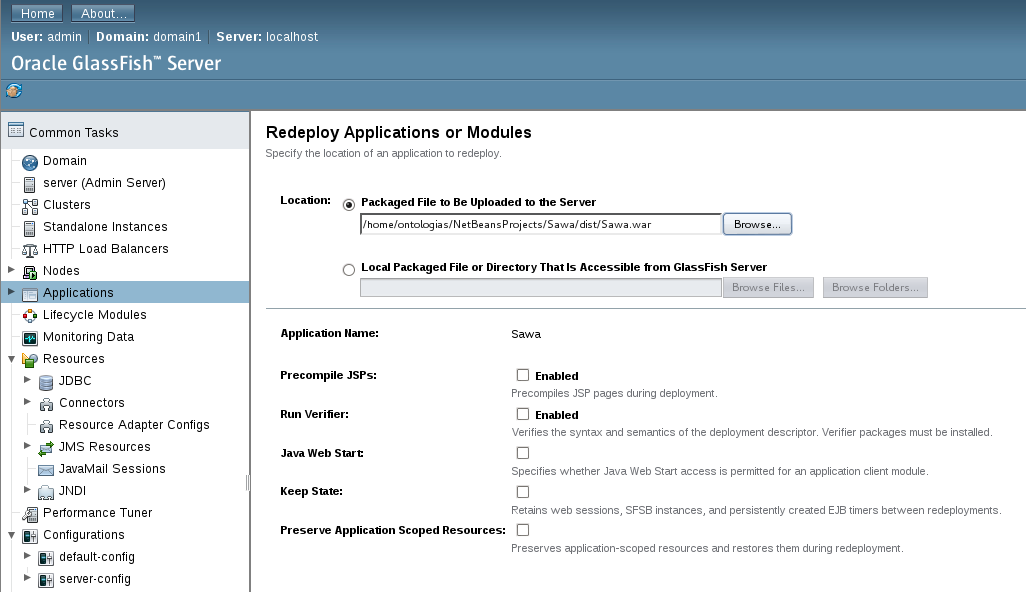 Home About...
User: admin Domain: domain1 Server: localhost
Oracle GlassFish™ Server
Common Tasks
Domain
server (Admin Server)
Clusters
Standalone Instances
HTTP Load Balancers
Nodes
Applications
Lifecycle Modules
Monitoring Data
Resources
JDBC
Connectors
Resource Adapter Configs
JMS Resources
JavaMail Sessions
JNDI
Performance Tuner
Configurations
default-config
server-config
Redeploy Applications or Modules
Specify the location of an application to redeploy.
Location: Packaged File to Be Uploaded to the Server
/home/ontologias/NetBeansProjects/Sawa/dist/Sawa.war Browse...
Local Packaged File or Directory That Is Accessible from GlassFish Server
Browse Files... Browse Folders...
Application Name: Sawa
Precompile JSPs: Enabled
Precompiles JSP pages during deployment.
Run Verifier: Enabled
Verifies the syntax and semantics of the deployment descriptor. Verifier packages must be installed.
Java Web Start:
Specifies whether Java Web Start access is permitted for an application client module.
Keep State:
Retains web sessions, SFSB instances, and persistently created EJB timers between redeployments.
Preserve Application Scoped Resources:
Preserves application-scoped resources and restores them during redeployment.